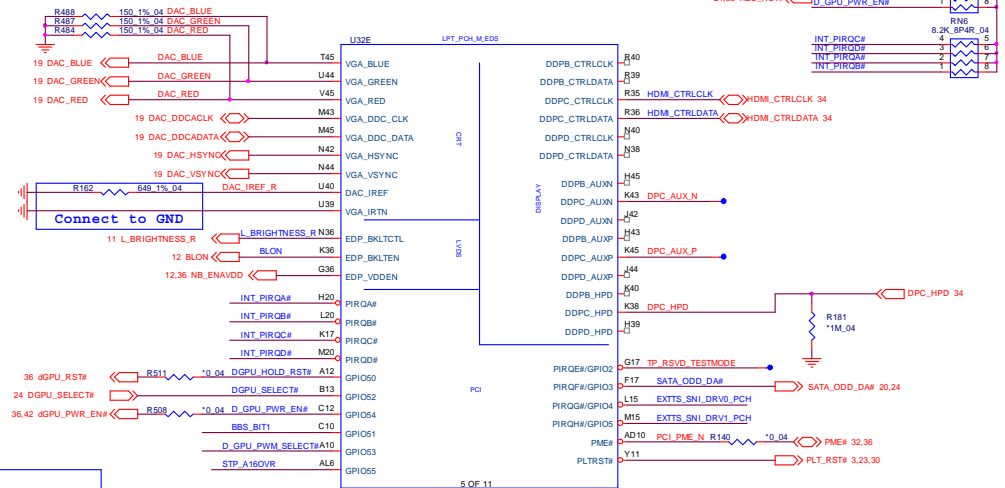 R488 150_1%_04 DAC_BLUE
R487 150_1%_04 DAC_GREEN
R484 150_1%_04 DAC_RED
D_GPU_PWR_EN# 1 8
RN6
8.2K_8P4R_04
INT_PIRQC# 4 5
INT_PIRQD# 3 6
INT_PIRQA# 2 7
INT_PIRQB# 1 8
U32E LPT_PCH_M_EDS
19 DAC_BLUE DAC_BLUE T45 VGA_BLUE
19 DAC_GREEN DAC_GREEN U44 VGA_GREEN
19 DAC_RED DAC_RED V45 VGA_RED
19 DAC_DDCACLK M43 VGA_DDC_CLK
19 DAC_DDCADATA M45 VGA_DDC_DATA
19 DAC_HSYNC N42 VGA_HSYNC
19 DAC_VSYNC N44 VGA_VSYNC
R162 649_1%_04 DAC_IREF_R U40 DAC_IREF
U39 VGA_IRTN
Connect to GND
11 L_BRIGHTNESS_R L_BRIGHTNESS_R N36 EDP_BKLTCTL
12 BLON BLON K36 EDP_BKLTEN
12,36 NB_ENAVDD G36 EDP_VDDEN
INT_PIRQA# H20 PIRQA#
INT_PIRQB# L20 PIRQB#
INT_PIRQC# K17 PIRQC#
INT_PIRQD# M20 PIRQD#
36 dGPU_RST# R511 *0_04 DGPU_HOLD_RST# A12 GPIO50
24 DGPU_SELECT# DGPU_SELECT# B13 GPIO52
36,42 dGPU_PWR_EN# R508 *0_04 D_GPU_PWR_EN# C12 GPIO54
BBS_BIT1 C10 GPIO51
D_GPU_PWM_SELECT# A10 GPIO53
STP_A16OVR AL6 GPIO55
CRT
LVDS
DISPLAY
PCI
DDPB_CTRLCLK R40
DDPB_CTRLDATA R39
DDPC_CTRLCLK R35 HDMI_CTRLCLK HDMI_CTRLCLK 34
DDPC_CTRLDATA R36 HDMI_CTRLDATA HDMI_CTRLDATA 34
DDPD_CTRLCLK N40
DDPD_CTRLDATA N38
DDPB_AUXN H45
DDPC_AUXN K43 DPC_AUX_N
DDPD_AUXN J42
DDPB_AUXP H43
DDPC_AUXP K45 DPC_AUX_P
DDPD_AUXP J44
DDPB_HPD K40
DDPC_HPD K38 DPC_HPD DPC_HPD 34
DDPD_HPD H39
R181
*1M_04
PIRQE#/GPIO2 G17 TP_RSVD_TESTMODE
PIRQF#/GPIO3 F17 SATA_ODD_DA# SATA_ODD_DA# 20,24
PIRQG#/GPIO4 L15 EXTTS_SNI_DRV0_PCH
PIRQH#/GPIO5 M15 EXTTS_SNI_DRV1_PCH
PME# AD10 PCI_PME_N R140 *0_04 PME# 32,36
PLTRST# Y11 PLT_RST# 3,23,30
5 OF 11